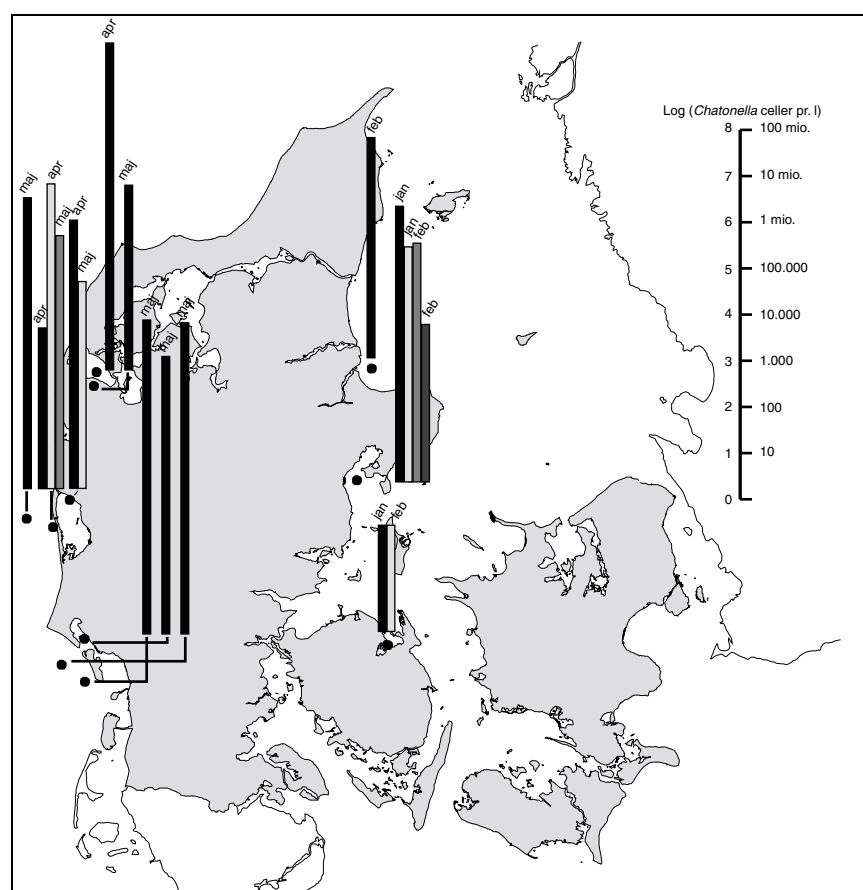 apr
maj
apr
maj
apr
apr
maj
maj
maj
maj
maj
feb
jan
jan
feb
feb
jan
feb
Log (Chatonella celler pr. l)
8 100 mio.
7 10 mio.
6 1 mio.
5 100.000
4 10.000
3 1.000
2 100
1 10
0